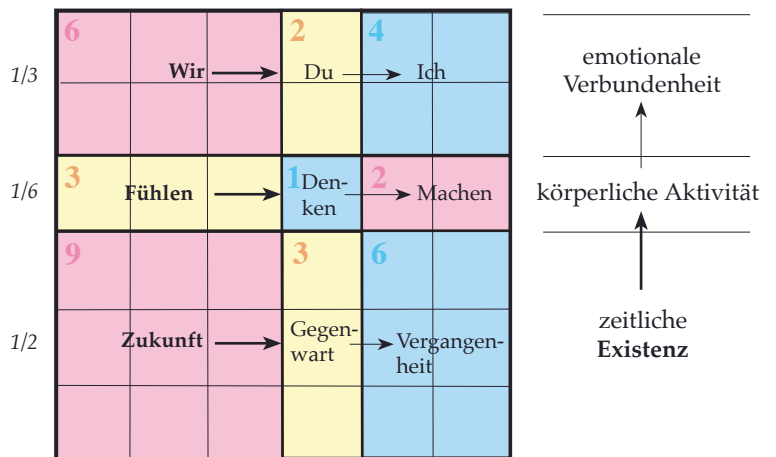 6 2 4
1/3 Wir Du Ich
emotionale
Verbundenheit
3 1 2
1/6 Fühlen Den-
ken Machen
körperliche Aktivität
9 3 6
1/2 Zukunft Gegen-
wart Vergangen-
heit
zeitliche
Existenz